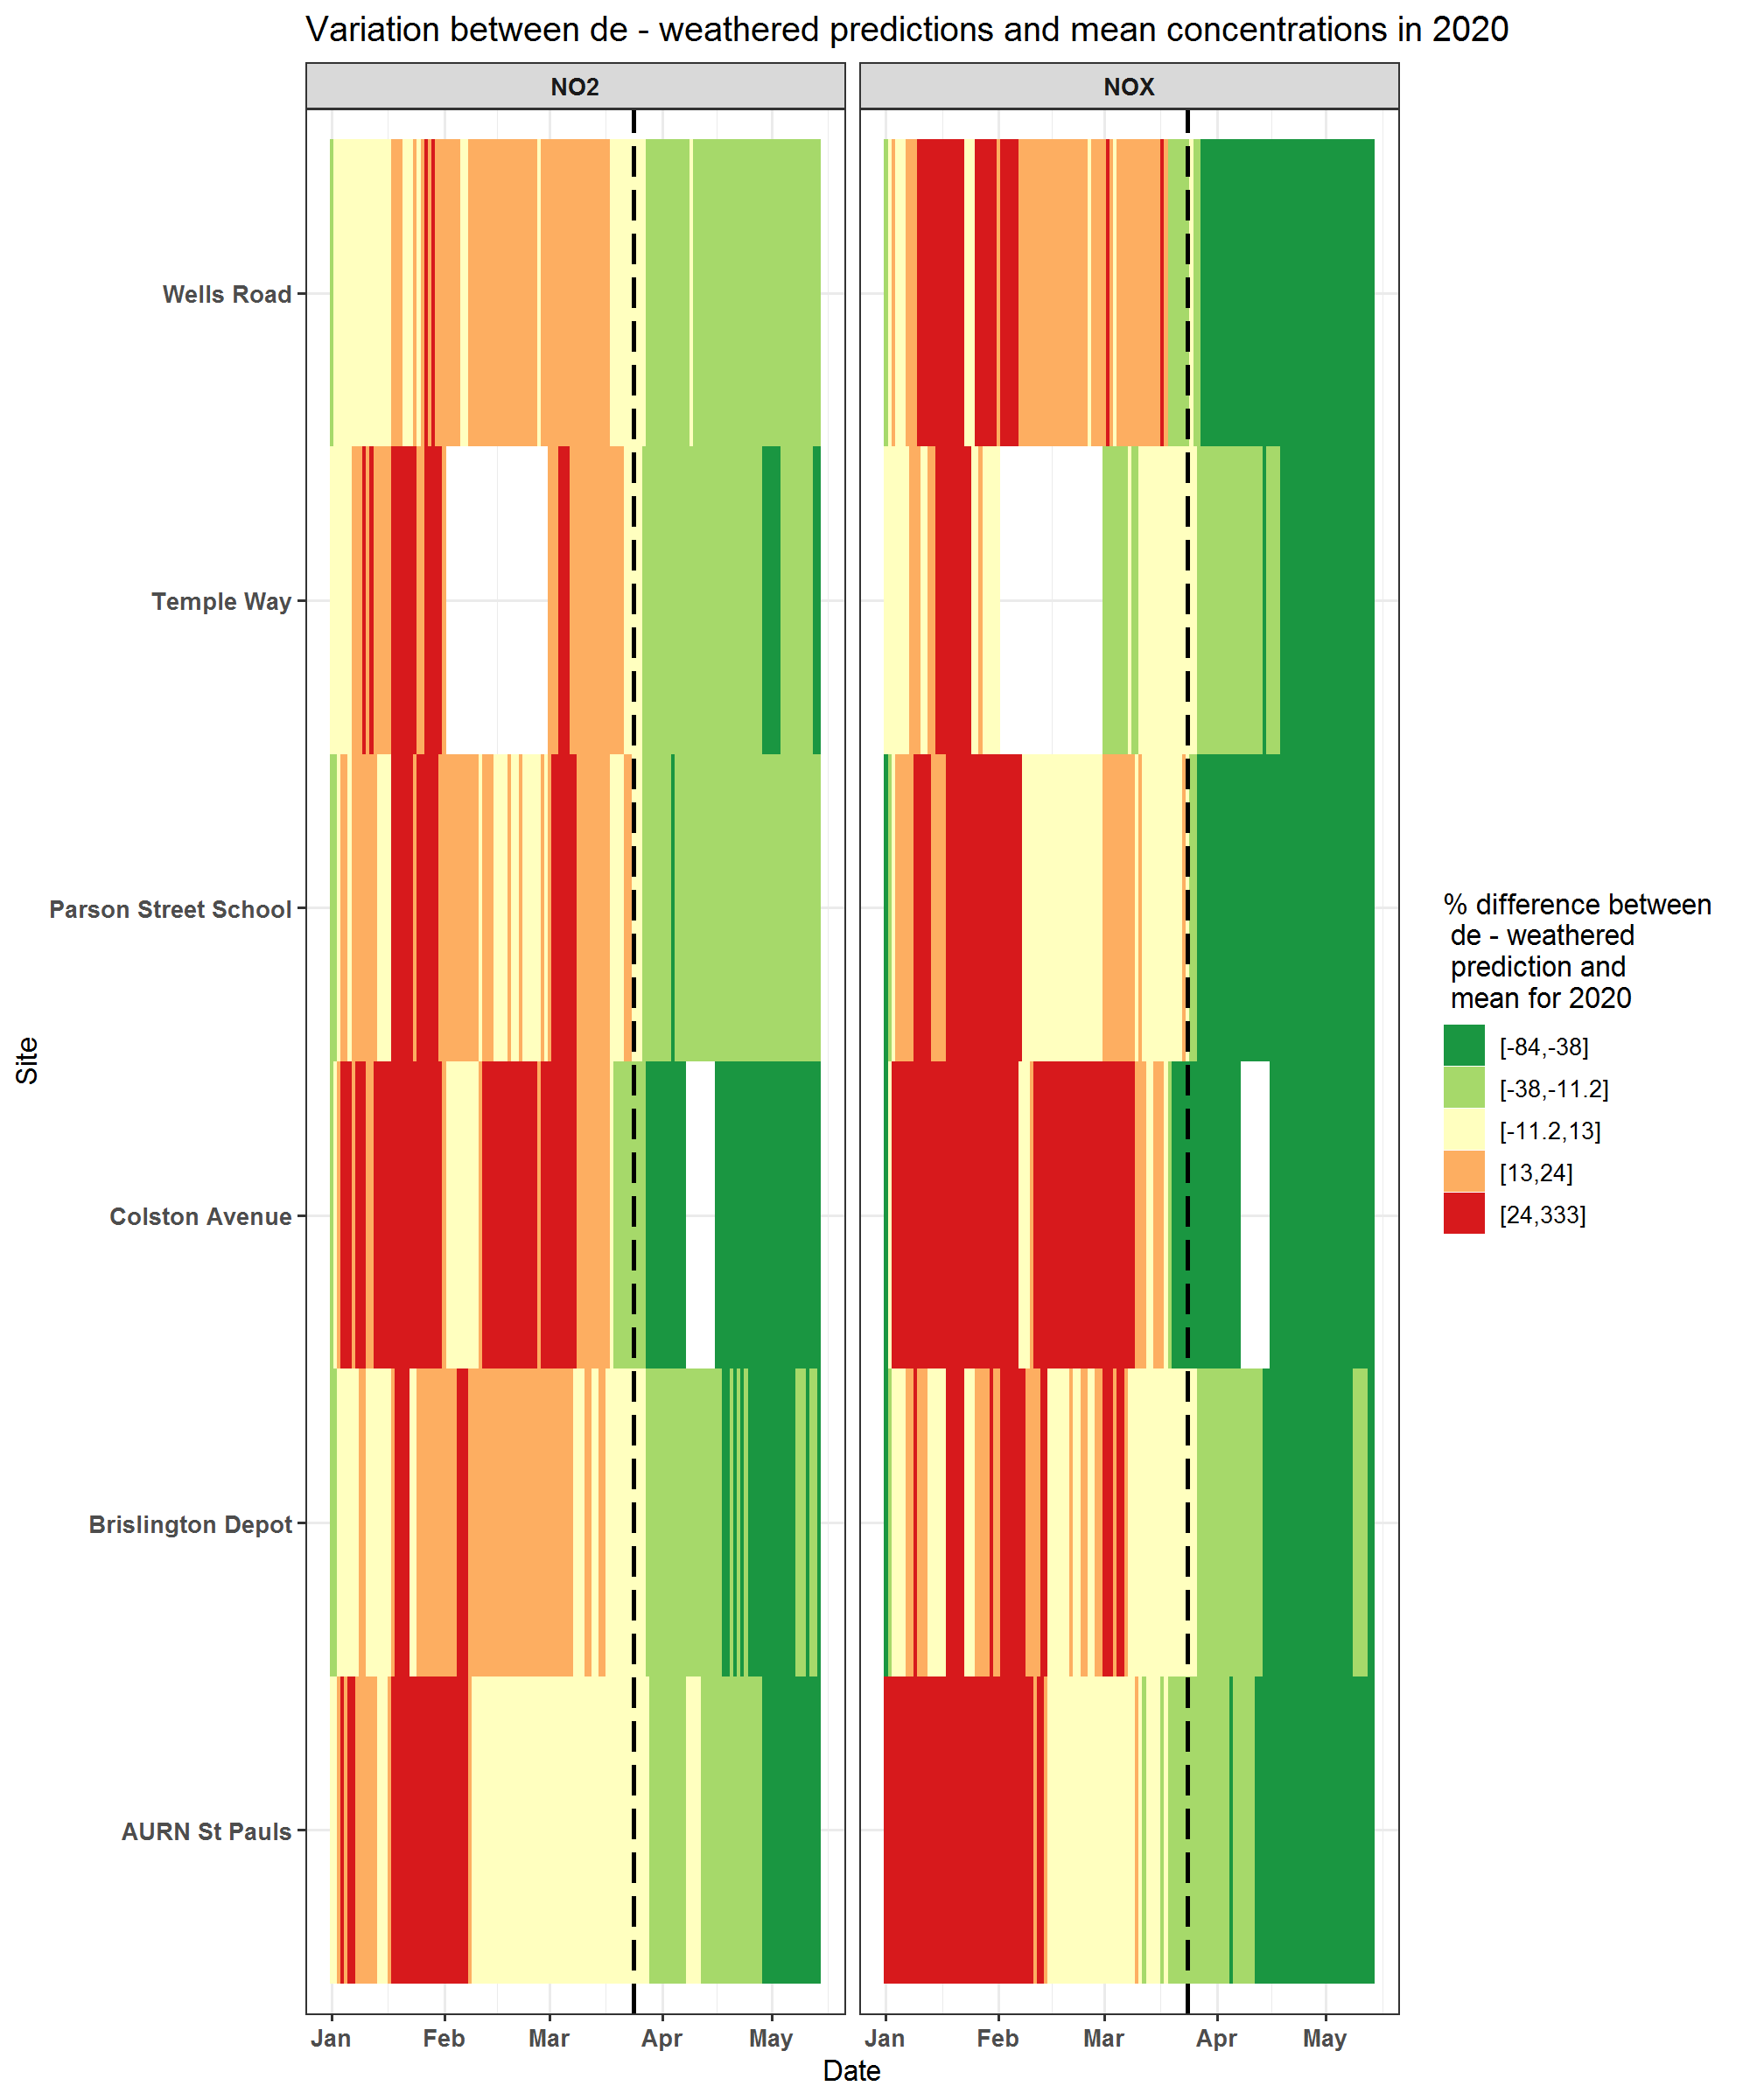 Variation between de - weathered predictions and mean concentrations in 2020
NO2
NOX
Wells Road
Temple Way
Parson Street School
Colston Avenue
Brislington Depot
AURN St Pauls
Site
Jan Feb Mar Apr May
Jan Feb Mar Apr May
Date
% difference between
de - weathered
prediction and
mean for 2020
[-84,-38]
[-38,-11.2]
[-11.2,13]
[13,24]
[24,333]